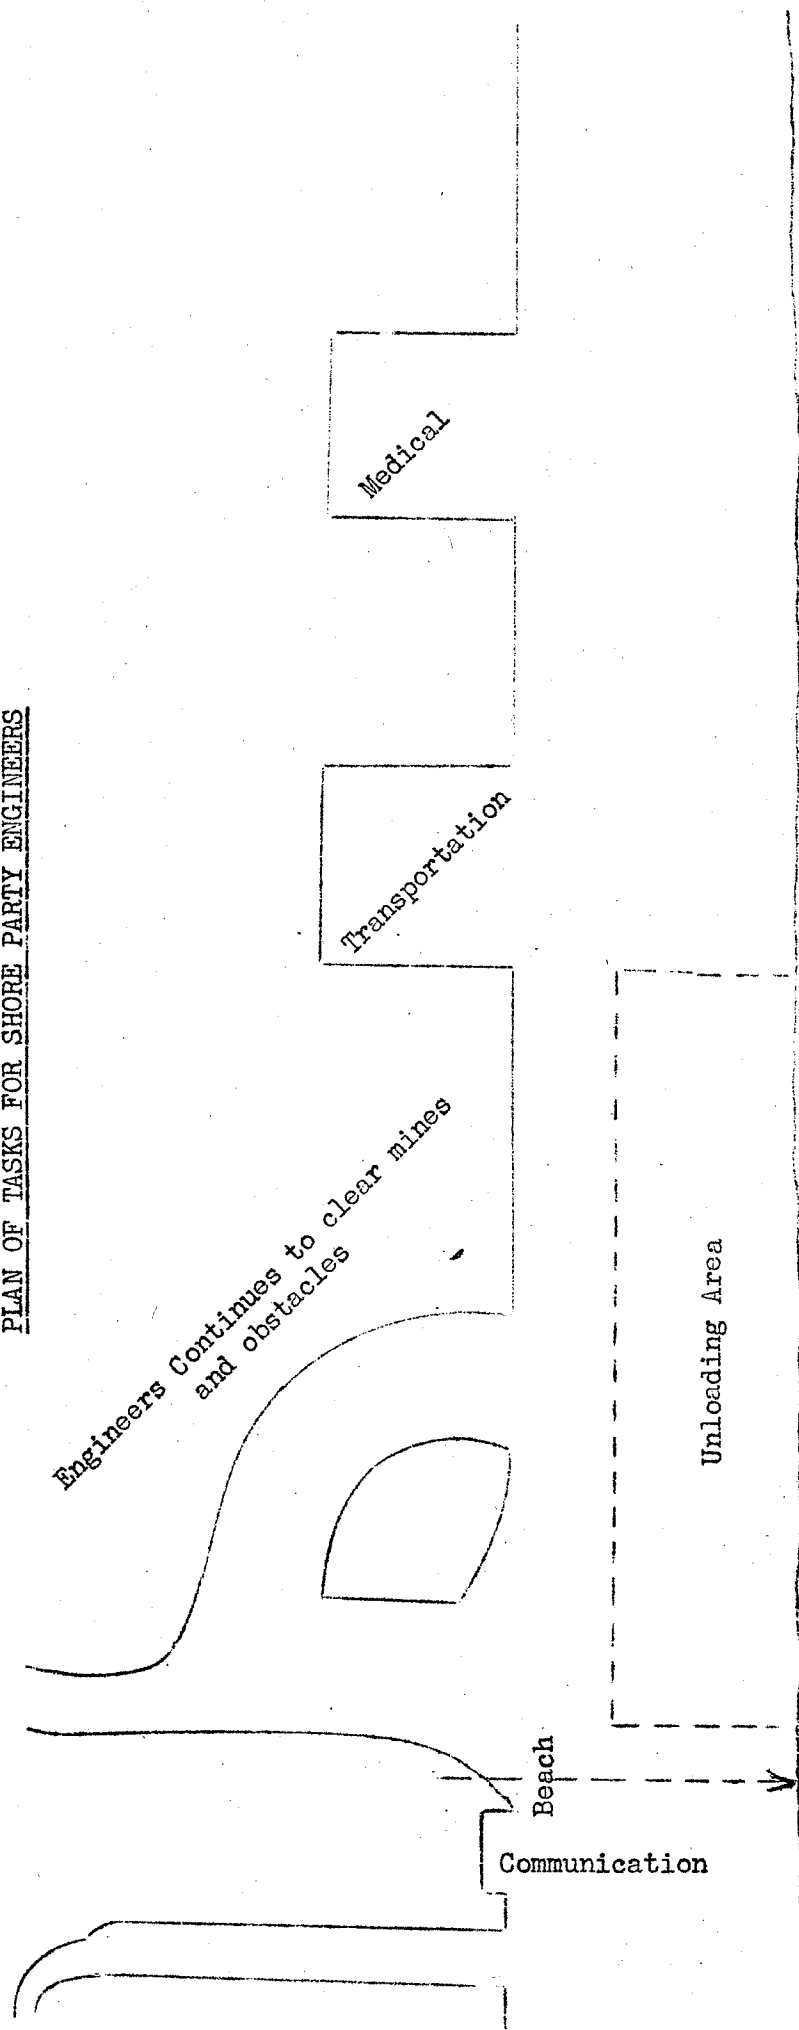 PLAN OF TASKS FOR SHORE PARTY ENGINEERS
Engineers Continues to clear mines
and obstacles
Medical
Transportation
Unloading Area
Beach
Communication